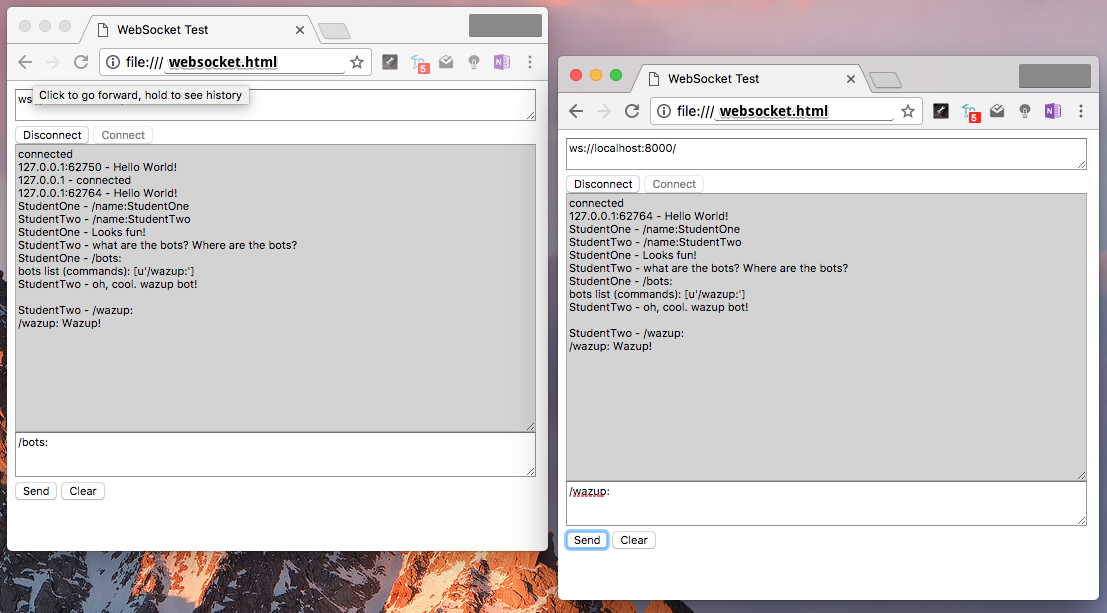 WebSocket Test
file:/// websocket.html
5
N
Click to go forward, hold to see history
ws
Disconnect Connect
connected
127.0.0.1:62750 - Hello World!
127.0.0.1 - connected
127.0.0.1:62764 - Hello World!
StudentOne - /name:StudentOne
StudentTwo - /name:StudentTwo
StudentOne - Looks fun!
StudentTwo - what are the bots? Where are the bots?
StudentOne - /bots:
bots list (commands): [u'/wazup:']
StudentTwo - oh, cool. wazup bot!
StudentTwo - /wazup:
/wazup: Wazup!
/bots:
Send Clear
WebSocket Test
file:/// websocket.html
5
N
ws://localhost:8000/
Disconnect Connect
connected
127.0.0.1:62764 - Hello World!
StudentOne - /name:StudentOne
StudentTwo - /name:StudentTwo
StudentOne - Looks fun!
StudentTwo - what are the bots? Where are the bots?
StudentOne - /bots:
bots list (commands): [u'/wazup:']
StudentTwo - oh, cool. wazup bot!
StudentTwo - /wazup:
/wazup: Wazup!
/wazup:
Send Clear